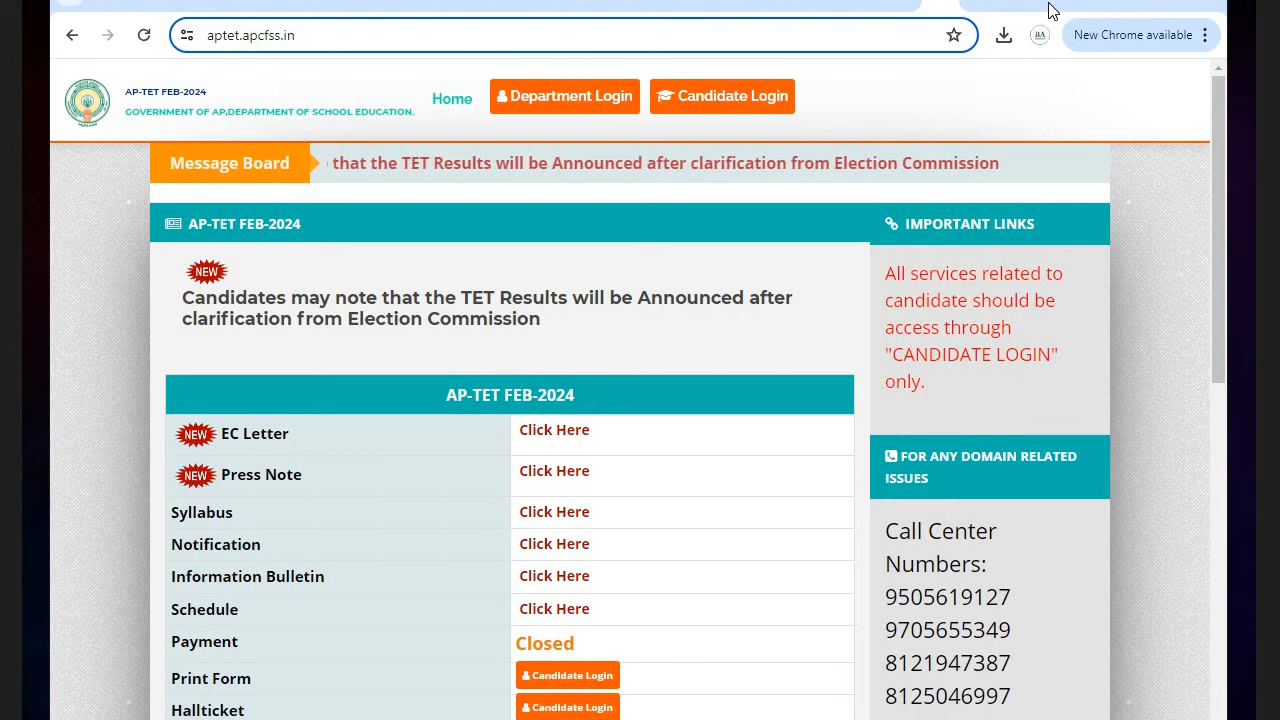 aptet.apcfss.in
BA
New Chrome available
AP-TET FEB-2024
GOVERNMENT OF AP,DEPARTMENT OF SCHOOL EDUCATION.
Home
Department Login
Candidate Login
Message Board
that the TET Results will be Announced after clarification from Election Commission
AP-TET FEB-2024
IMPORTANT LINKS
NEW
Candidates may note that the TET Results will be Announced after
clarification from Election Commission
All services related to
candidate should be
access through
"CANDIDATE LOGIN"
only.
AP-TET FEB-2024
NEW EC Letter Click Here
NEW Press Note Click Here
Syllabus Click Here
Notification Click Here
Information Bulletin Click Here
Schedule Click Here
Payment Closed
Print Form Candidate Login
Hallticket Candidate Login
FOR ANY DOMAIN RELATED
ISSUES
Call Center
Numbers:
9505619127
9705655349
8121947387
8125046997